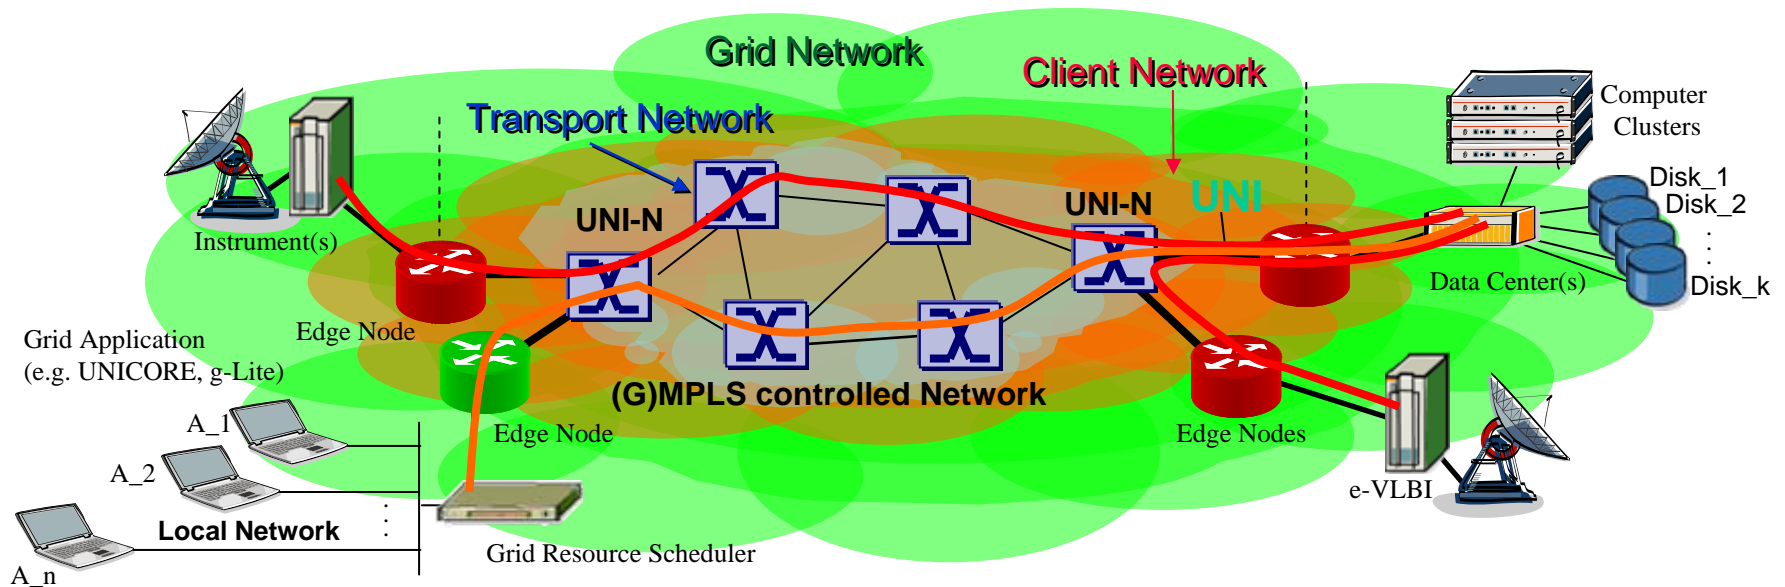 Grid Network
Client Network
Transport Network
Computer
Clusters
UNI-N
UNI-N
UNI
Disk_1
Disk_2
:
Disk_k
Instrument(s)
Data Center(s)
Edge Node
Grid Application
(e.g. UNICORE, g-Lite)
(G)MPLS controlled Network
A_1
Edge Node
Edge Nodes
A_2
e-VLBI
:
Local Network
Grid Resource Scheduler
A_n